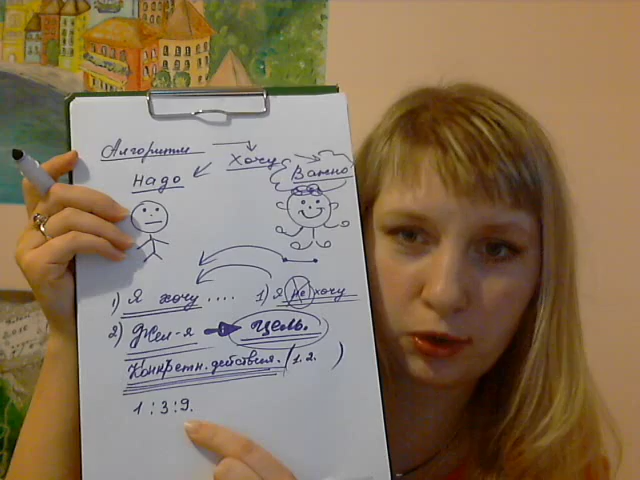 Алгоритм
Хочу
Надо
Важно
1) Я хочу .... 1) Я не хочу
2) Жел-я Цель.
Конкретн. действия. (1. 2. )
1 : 3 : 9.